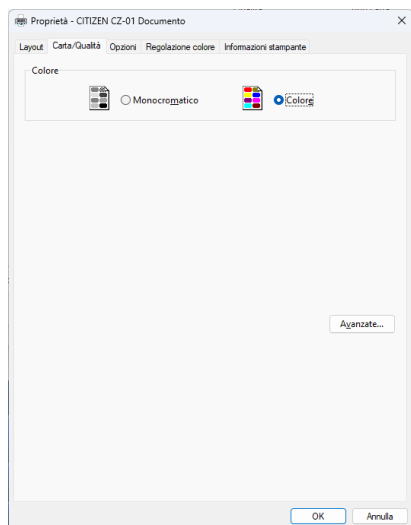 Proprietà - CITIZEN CZ-01 Documento
Layout Carta/Qualità Opzioni Regolazione colore Informazioni stampante
Colore
Monocromatico Colore
Avanzate...
OK Annulla